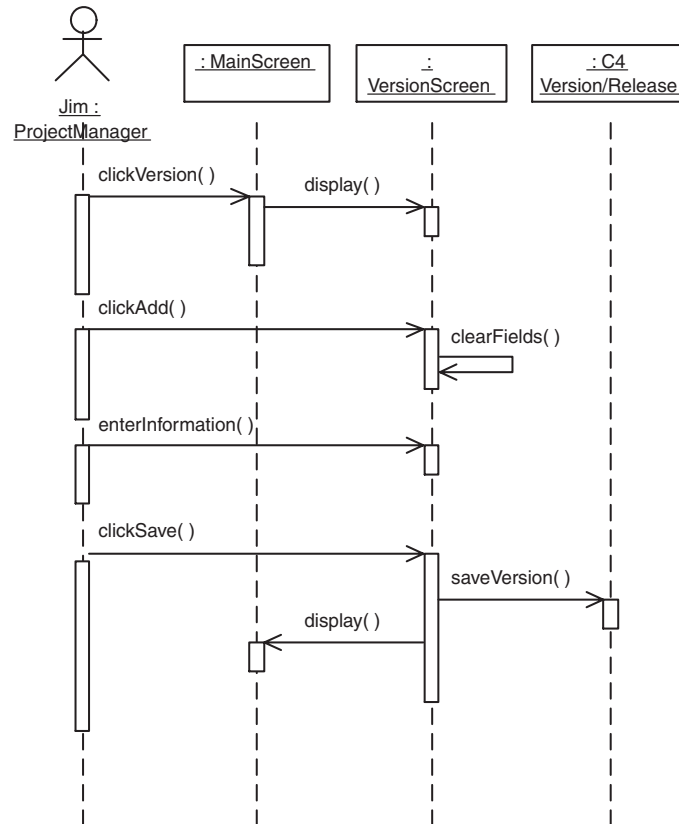 : MainScreen
:
VersionScreen
: C4
Version/Release
Jim :
ProjectManager
clickVersion( )
display( )
clickAdd( )
clearFields( )
enterInformation( )
clickSave( )
saveVersion( )
display( )